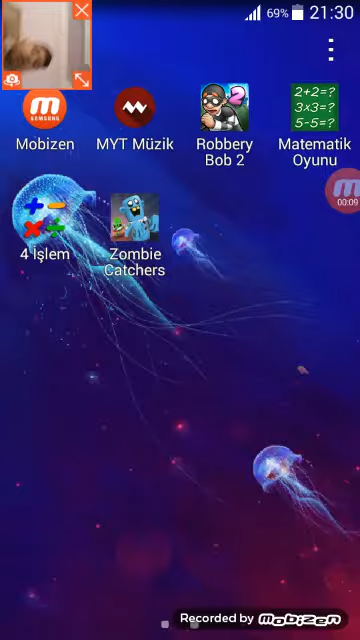 69% 21:30
m
SAMSUNG
2
2+2=?
3x3=?
5-5=?
Mobizen
MYT Müzik
Robbery
Bob 2
Matematik
Oyunu
m
00:09
4 İşlem
Zombie
Catchers
Recorded by Mobizen